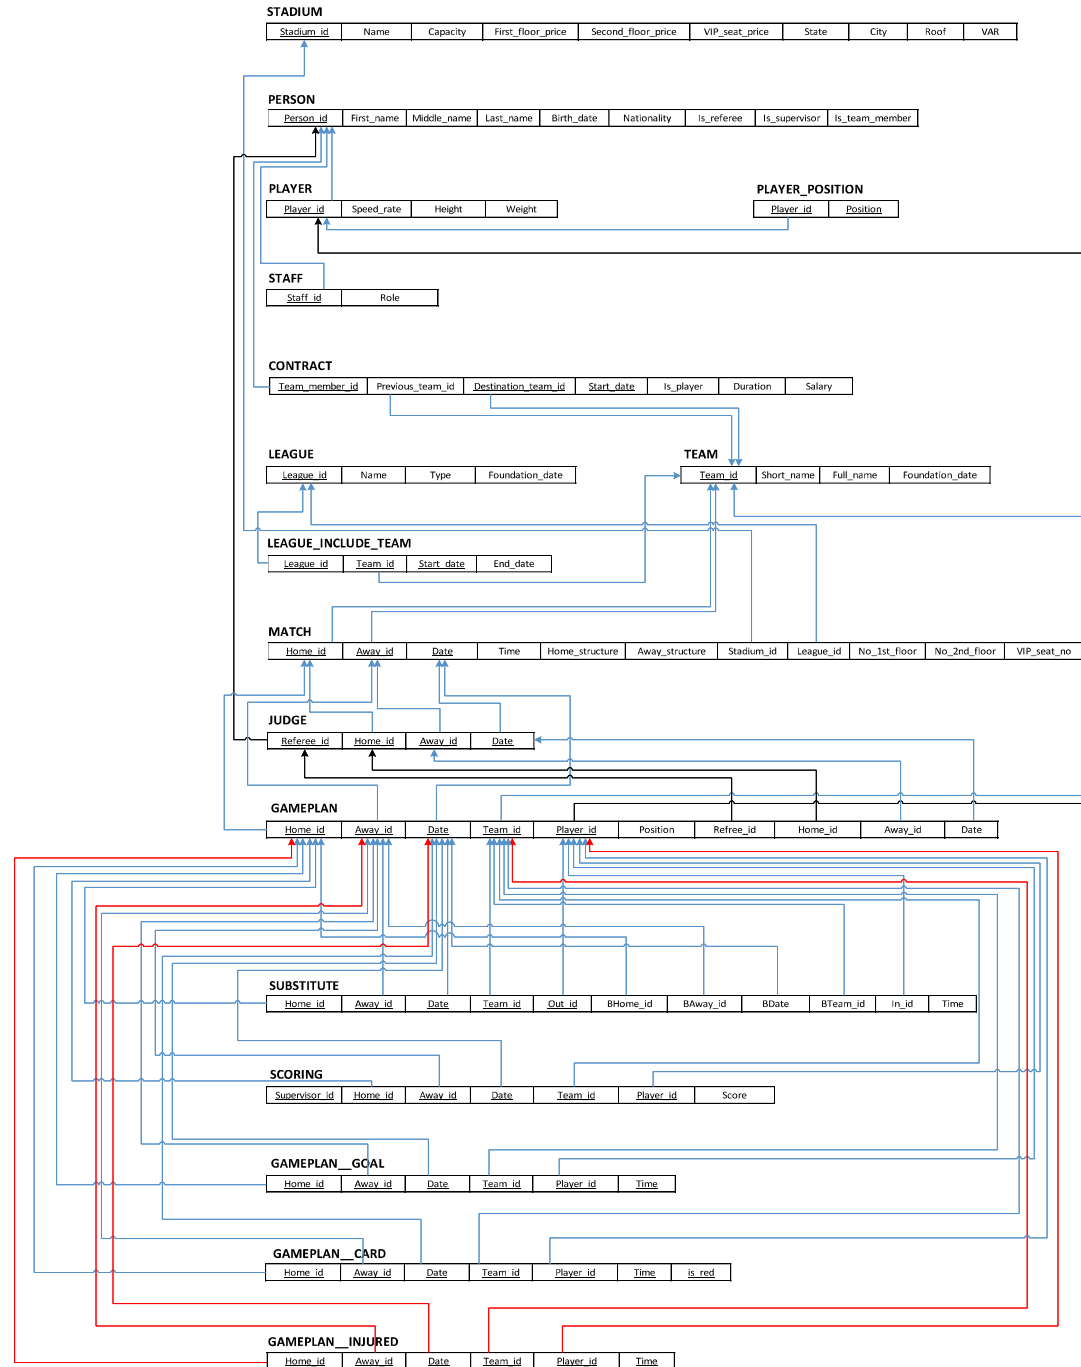 STADIUM
Stadium_id Name Capacity First_floor_price Second_floor_price VIP_seat_price State City Roof VAR
PERSON
Person_id First_name Middle_name Last_name Birth_date Nationality Is_referee Is_supervisor Is_team_member
PLAYER PLAYER_POSITION
Player_id Speed_rate Height Weight Player_id Position
STAFF
Staff_id Role
CONTRACT
Team_member_id Previous_team_id Destination_team_id Start_date Is_player Duration Salary
LEAGUE TEAM
League_id Name Type Foundation_date Team_id Short_name Full_name Foundation_date
LEAGUE_INCLUDE_TEAM
League_id Team_id Start_date End_date
MATCH
Home_id Away_id Date Time Home_structure Away_structure Stadium_id League_id No_1st_floor No_2nd_floor VIP_seat_no
JUDGE
Referee_id Home_id Away_id Date
GAMEPLAN
Home_id Away_id Date Team_id Player_id Position Refree_id Home_id Away_id Date
SUBSTITUTE
Home_id Away_id Date Team_id Out_id BHome_id BAway_id BDate BTeam_id In_id Time
SCORING
Supervisor_id Home_id Away_id Date Team_id Player_id Score
GAMEPLAN__GOAL
Home_id Away_id Date Team_id Player_id Time
GAMEPLAN__CARD
Home_id Away_id Date Team_id Player_id Time is_red
GAMEPLAN__INJURED
Home_id Away_id Date Team_id Player_id Time